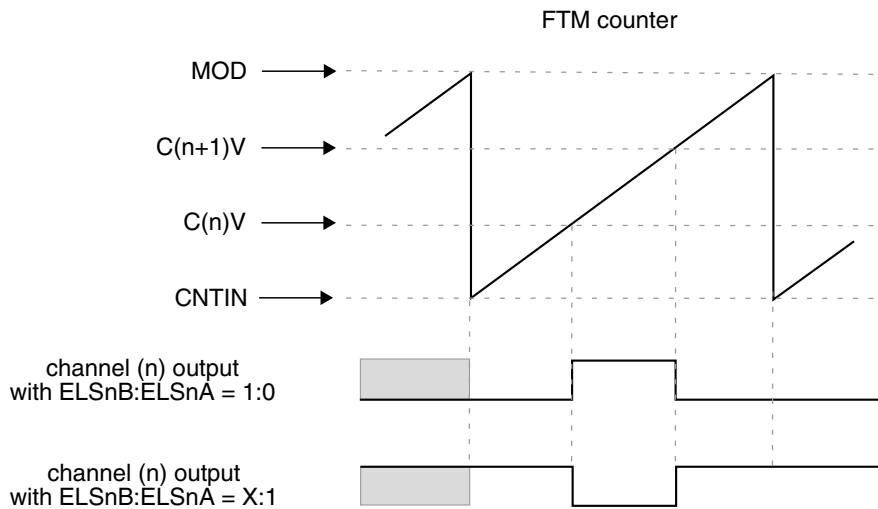 FTM counter
MOD
C(n+1)V
C(n)V
CNTIN
channel (n) output
with ELSnB:ELSnA = 1:0
channel (n) output
with ELSnB:ELSnA = X:1